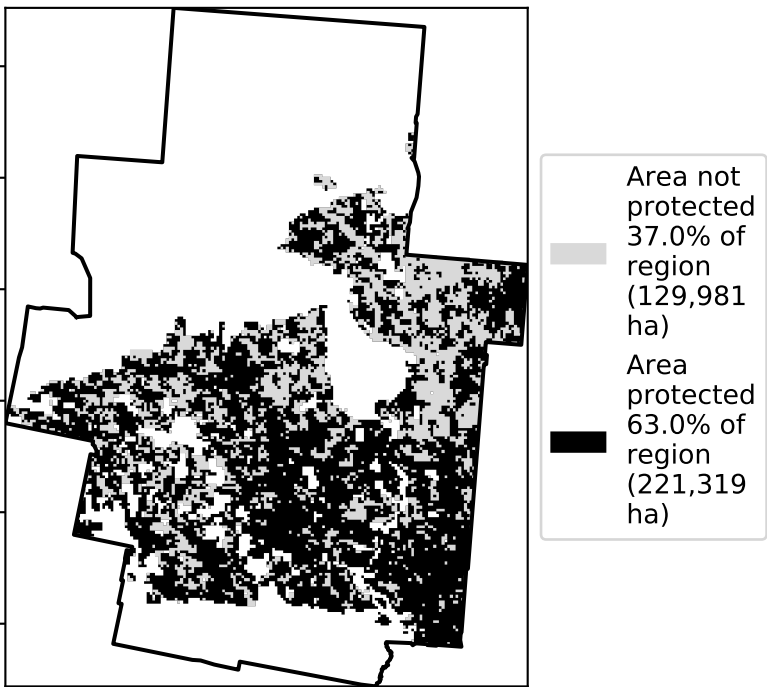 Area not
protected
37.0% of
region
(129,981
ha)
Area
protected
63.0% of
region
(221,319
ha)